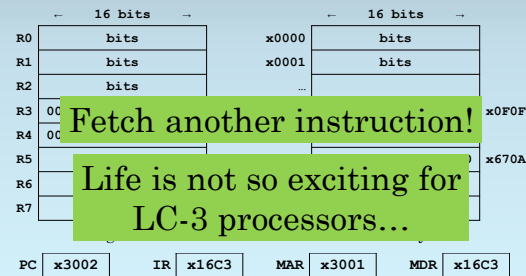 ← 16 bits → ← 16 bits →
R0 bits x0000 bits
R1 bits x0001 bits
R2 bits …
R3 00 x0F0F
R4 00
R5 x670A
R6
R7
Fetch another instruction!
Life is not so exciting for
LC-3 processors…
PC x3002 IR x16C3 MAR x3001 MDR x16C3